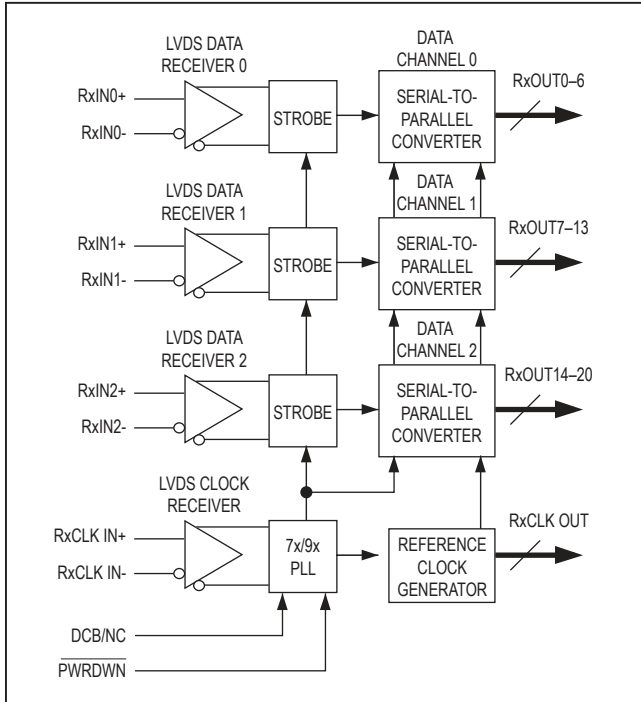 LVDS DATA
RECEIVER 0
DATA
CHANNEL 0
RxIN0+
RxIN0-
STROBE
SERIAL-TO-
PARALLEL
CONVERTER
RxOUT0–6
LVDS DATA
RECEIVER 1
DATA
CHANNEL 1
RxIN1+
RxIN1-
STROBE
SERIAL-TO-
PARALLEL
CONVERTER
RxOUT7–13
LVDS DATA
RECEIVER 2
DATA
CHANNEL 2
RxIN2+
RxIN2-
STROBE
SERIAL-TO-
PARALLEL
CONVERTER
RxOUT14–20
LVDS CLOCK
RECEIVER
RxCLK IN+
RxCLK IN-
7x/9x
PLL
REFERENCE
CLOCK
GENERATOR
RxCLK OUT
DCB/NC
PWRDWN